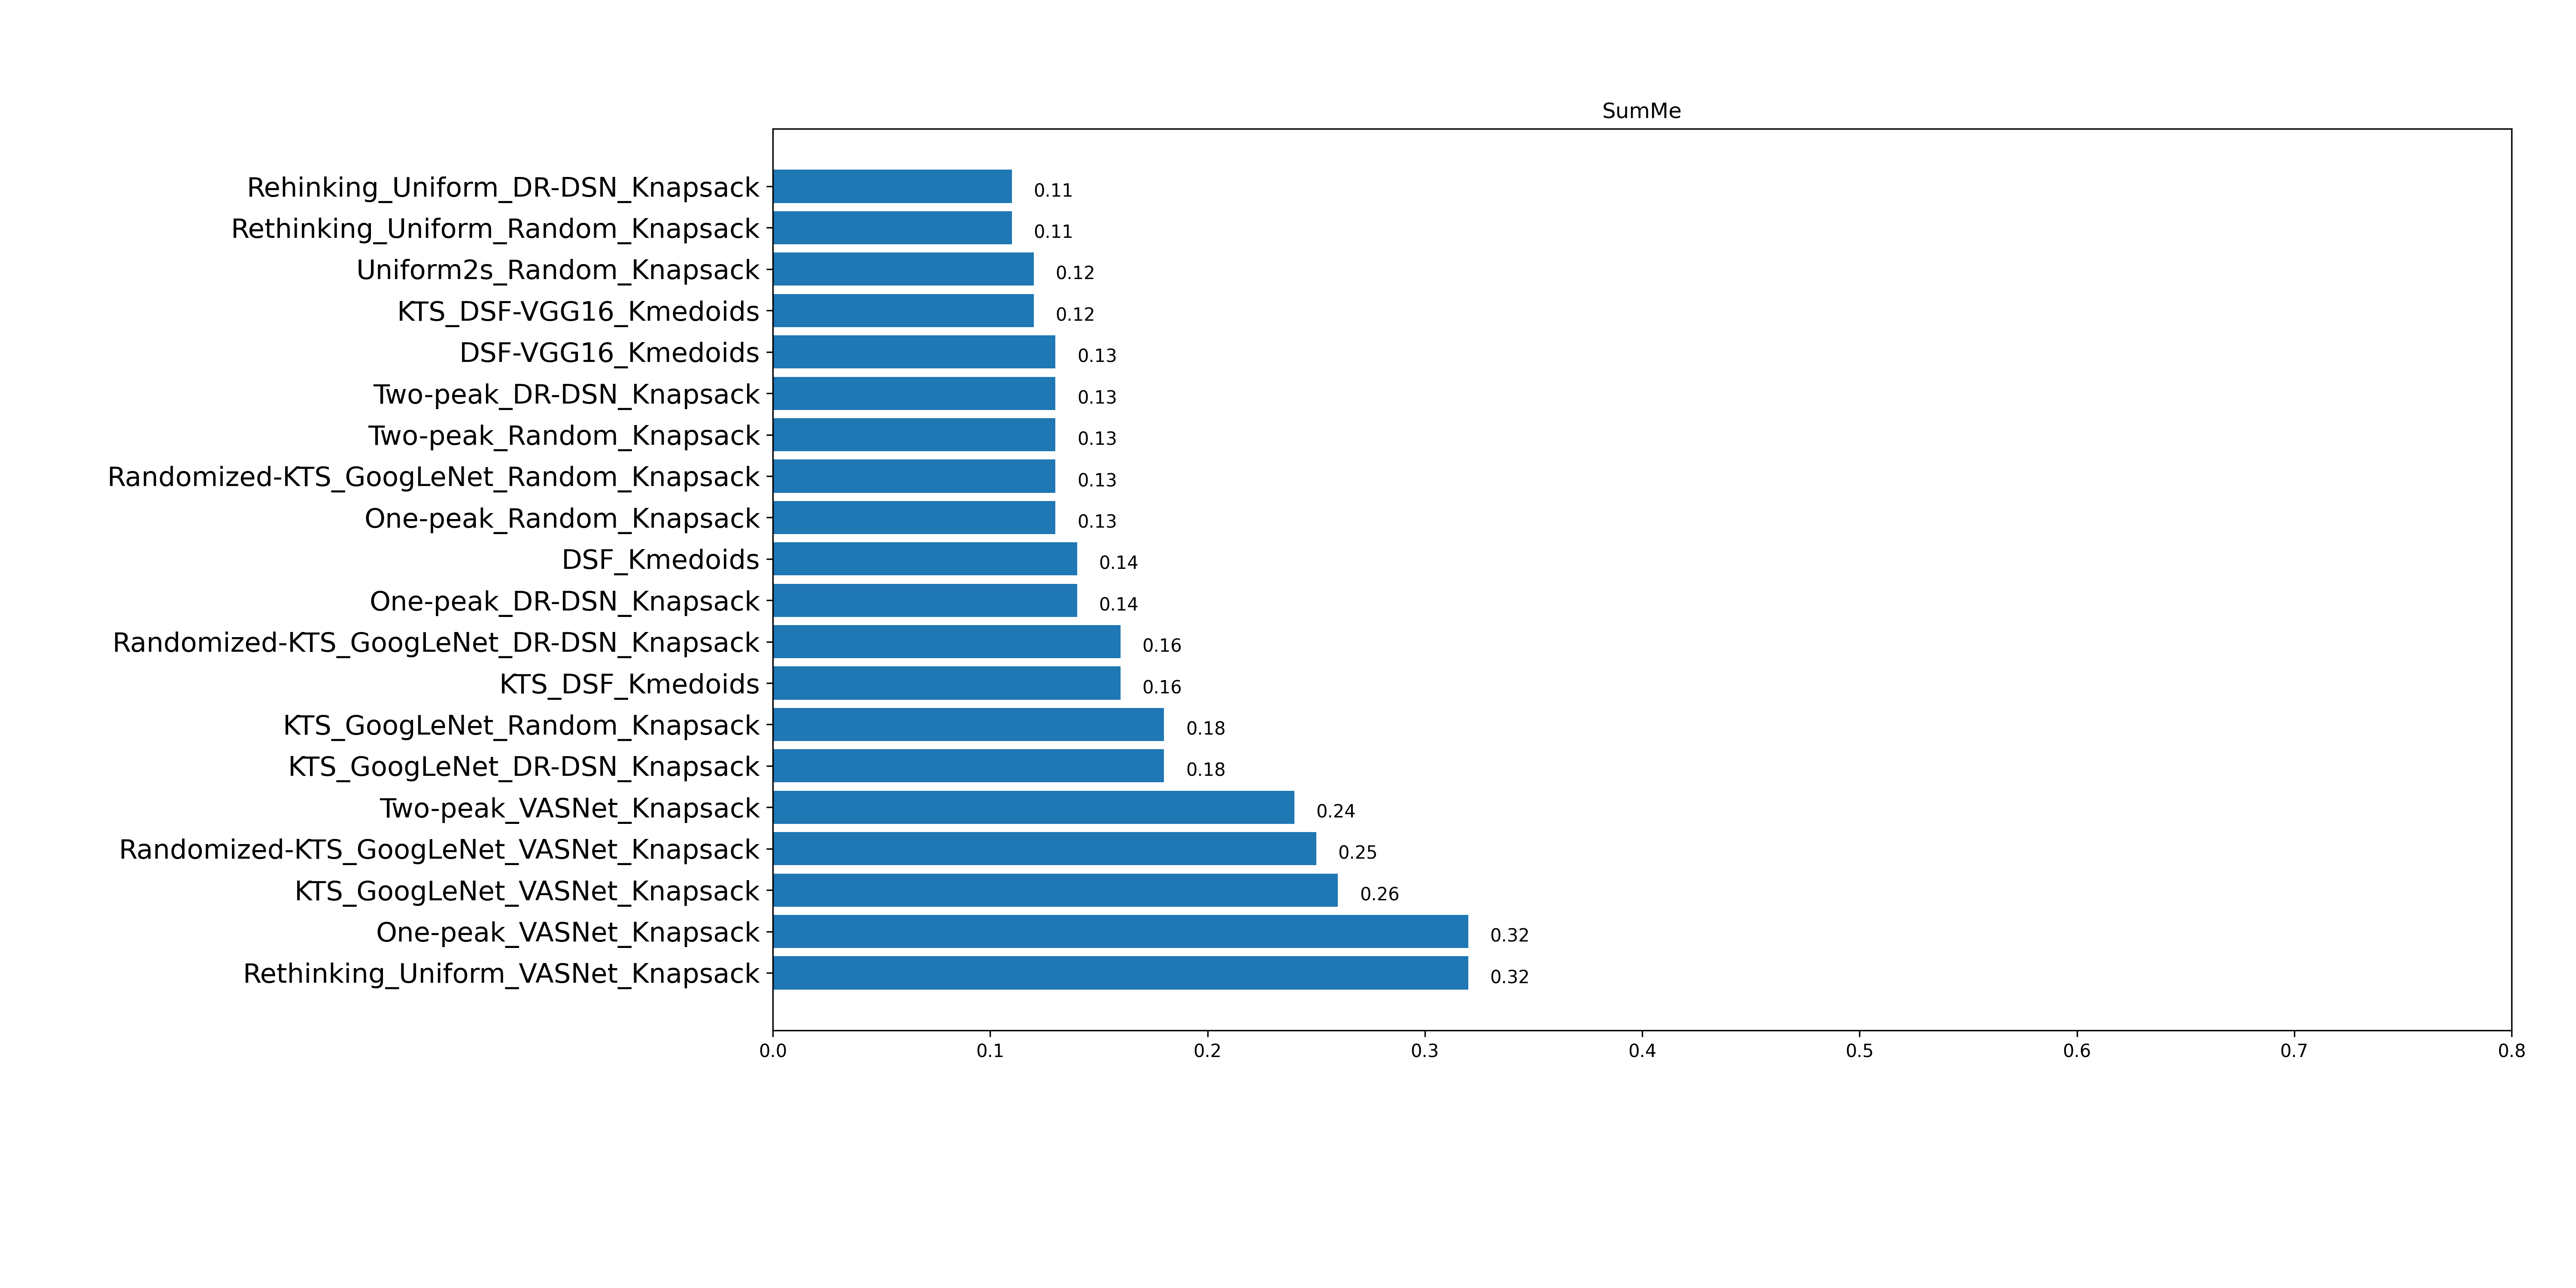 SumMe
Rehinking_Uniform_DR-DSN_Knapsack 0.11
Rethinking_Uniform_Random_Knapsack 0.11
Uniform2s_Random_Knapsack 0.12
KTS_DSF-VGG16_Kmedoids 0.12
DSF-VGG16_Kmedoids 0.13
Two-peak_DR-DSN_Knapsack 0.13
Two-peak_Random_Knapsack 0.13
Randomized-KTS_GoogLeNet_Random_Knapsack 0.13
One-peak_Random_Knapsack 0.13
DSF_Kmedoids 0.14
One-peak_DR-DSN_Knapsack 0.14
Randomized-KTS_GoogLeNet_DR-DSN_Knapsack 0.16
KTS_DSF_Kmedoids 0.16
KTS_GoogLeNet_Random_Knapsack 0.18
KTS_GoogLeNet_DR-DSN_Knapsack 0.18
Two-peak_VASNet_Knapsack 0.24
Randomized-KTS_GoogLeNet_VASNet_Knapsack 0.25
KTS_GoogLeNet_VASNet_Knapsack 0.26
One-peak_VASNet_Knapsack 0.32
Rethinking_Uniform_VASNet_Knapsack 0.32
0.0 0.1 0.2 0.3 0.4 0.5 0.6 0.7 0.8